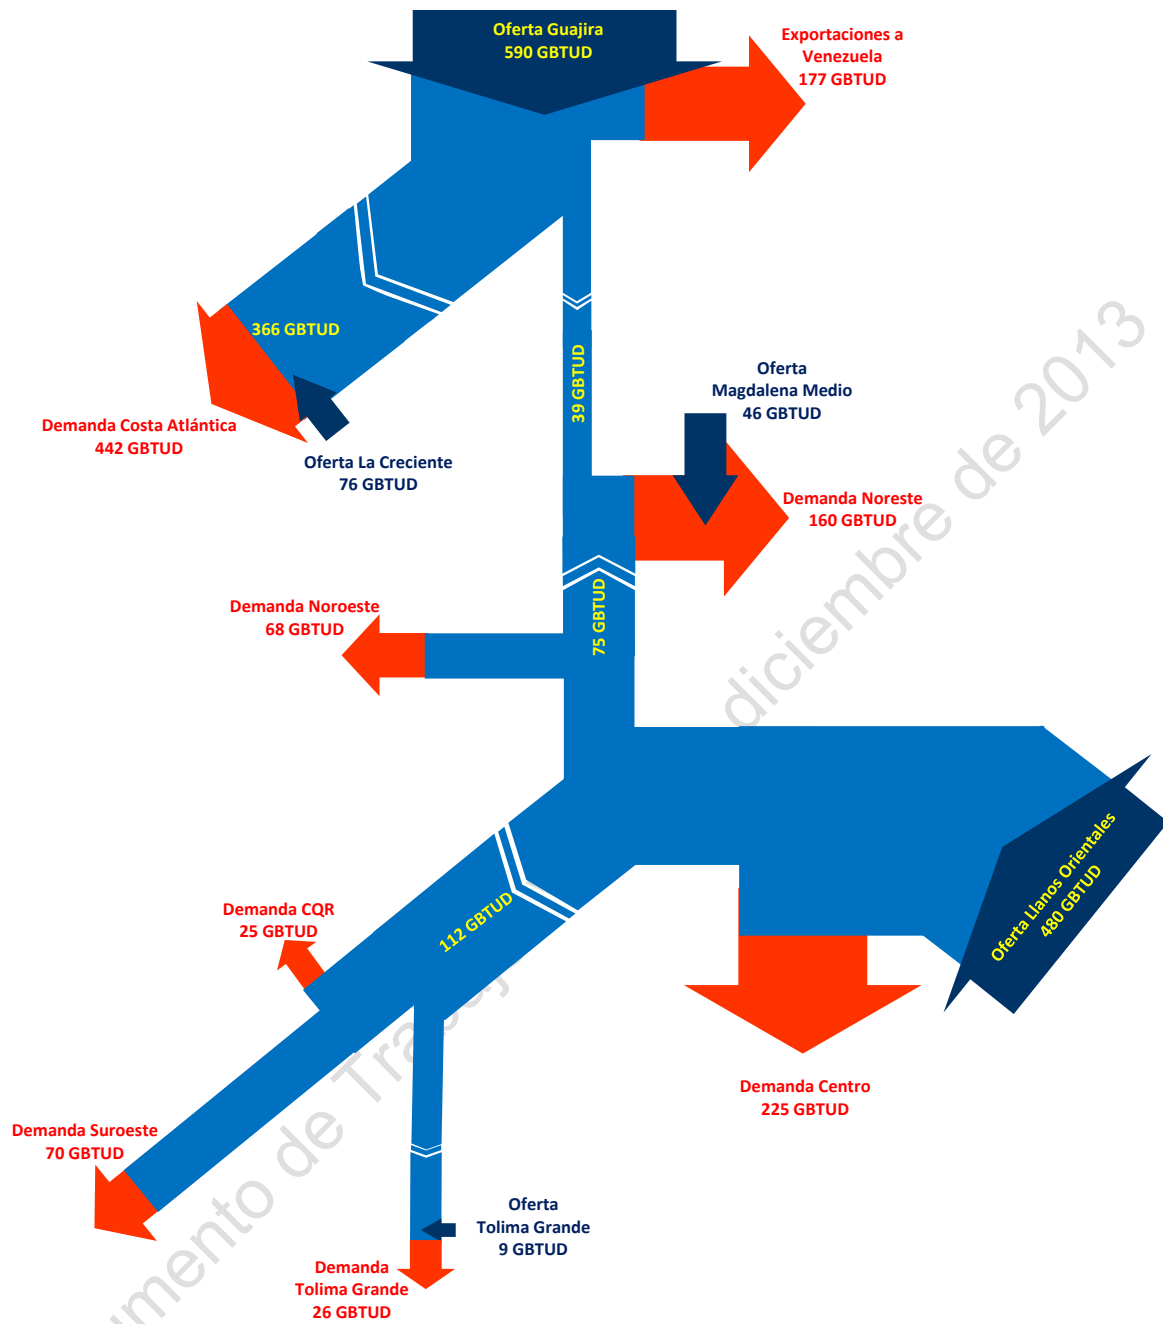 Oferta Guajira
590 GBTUD
Exportaciones a
Venezuela
177 GBTUD
366 GBTUD
39 GBTUD
Oferta
Magdalena Medio
46 GBTUD
Demanda Costa Atlántica
442 GBTUD
Oferta La Creciente
76 GBTUD
Demanda Noreste
160 GBTUD
Demanda Noroeste
68 GBTUD
75 GBTUD
Oferta Llanos Orientales
480 GBTUD
Demanda CQR
25 GBTUD
112 GBTUD
Demanda Centro
225 GBTUD
Demanda Suroeste
70 GBTUD
Oferta
Tolima Grande
9 GBTUD
Demanda
Tolima Grande
26 GBTUD
diciembre de 2013